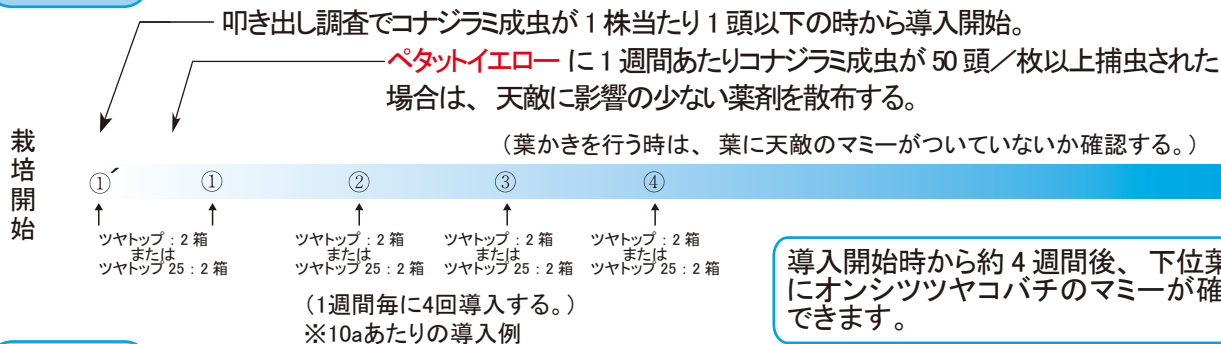 叩き出し調査でコナジラミ成虫が1株当たり1頭以下の時から導入開始。
ペタットイエロー に1週間あたりコナジラミ成虫が50頭／枚以上捕虫された
場合は、天敵に影響の少ない薬剤を散布する。
（葉かきを行う時は、葉に天敵のマミーがついていないか確認する。）
栽培開始
①´ ① ② ③ ④
ツヤトップ：2箱
または
ツヤトップ25：2箱
ツヤトップ：2箱
または
ツヤトップ25：2箱
ツヤトップ：2箱
または
ツヤトップ25：2箱
ツヤトップ：2箱
または
ツヤトップ25：2箱
（1週間毎に4回導入する。）
※10aあたりの導入例
導入開始時から約4週間後、下位葉
にオンシツツヤコバチのマミーが確
できます。